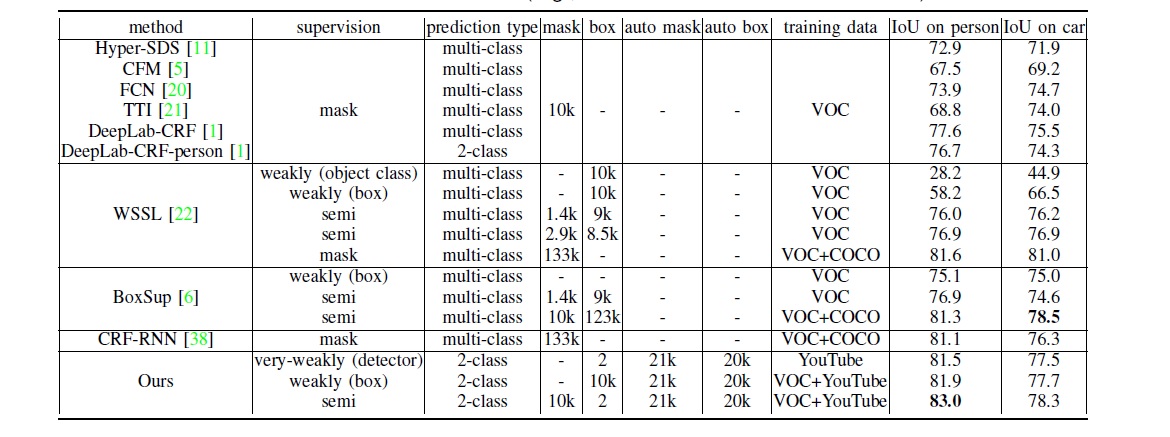 method supervision prediction type mask box auto mask auto box training data IoU on person IoU on car
Hyper-SDS [11] multi-class 72.9 71.9
CFM [5] multi-class 67.5 69.2
FCN [20] multi-class 73.9 74.7
TTI [21] mask multi-class 10k - - - VOC 68.8 74.0
DeepLab-CRF [1] multi-class 77.6 75.5
DeepLab-CRF-person [1] 2-class 76.7 74.3
weakly (object class) multi-class - 10k - - VOC 28.2 44.9
weakly (box) multi-class - 10k - - VOC 58.2 66.5
WSSL [22] semi multi-class 1.4k 9k - - VOC 76.0 76.2
semi multi-class 2.9k 8.5k - - VOC 76.9 76.9
mask multi-class 133k - - - VOC+COCO 81.6 81.0
weakly (box) multi-class - - - - VOC 75.1 75.0
BoxSup [6] semi multi-class 1.4k 9k - - VOC 76.9 74.6
semi multi-class 10k 123k - - VOC+COCO 81.3 78.5
CRF-RNN [38] mask multi-class 133k - - - VOC+COCO 81.1 76.3
very-weakly (detector) 2-class - 2 21k 20k YouTube 81.5 77.5
Ours weakly (box) 2-class - 10k 21k 20k VOC+YouTube 81.9 77.7
semi 2-class 10k 2 21k 20k VOC+YouTube 83.0 78.3